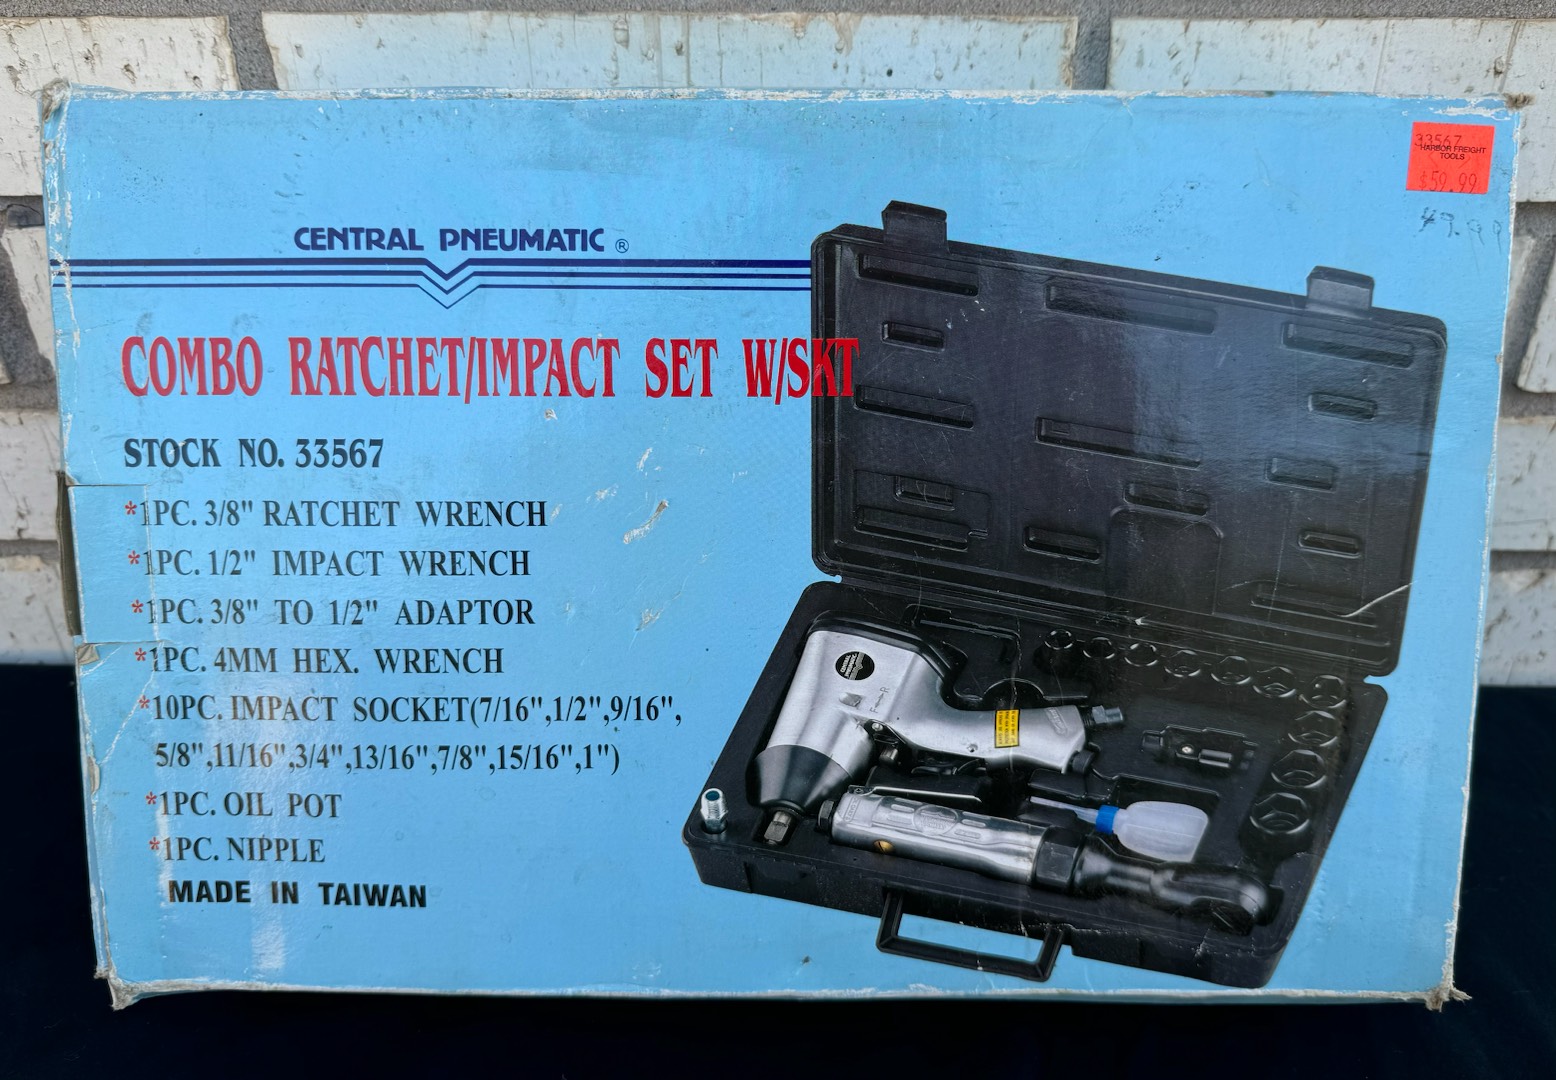 33567
HARBOR FREIGHT
TOOLS
$59.99
49.99
CENTRAL PNEUMATIC ®
COMBO RATCHET/IMPACT SET W/SKT
STOCK NO. 33567
*1PC. 3/8" RATCHET WRENCH
*1PC. 1/2" IMPACT WRENCH
*1PC. 3/8" TO 1/2" ADAPTOR
*1PC. 4MM HEX. WRENCH
*10PC. IMPACT SOCKET(7/16",1/2",9/16",
5/8",11/16",3/4",13/16",7/8",15/16",1")
*1PC. OIL POT
*1PC. NIPPLE
MADE IN TAIWAN
CENTRAL
PNEUMATIC
F R